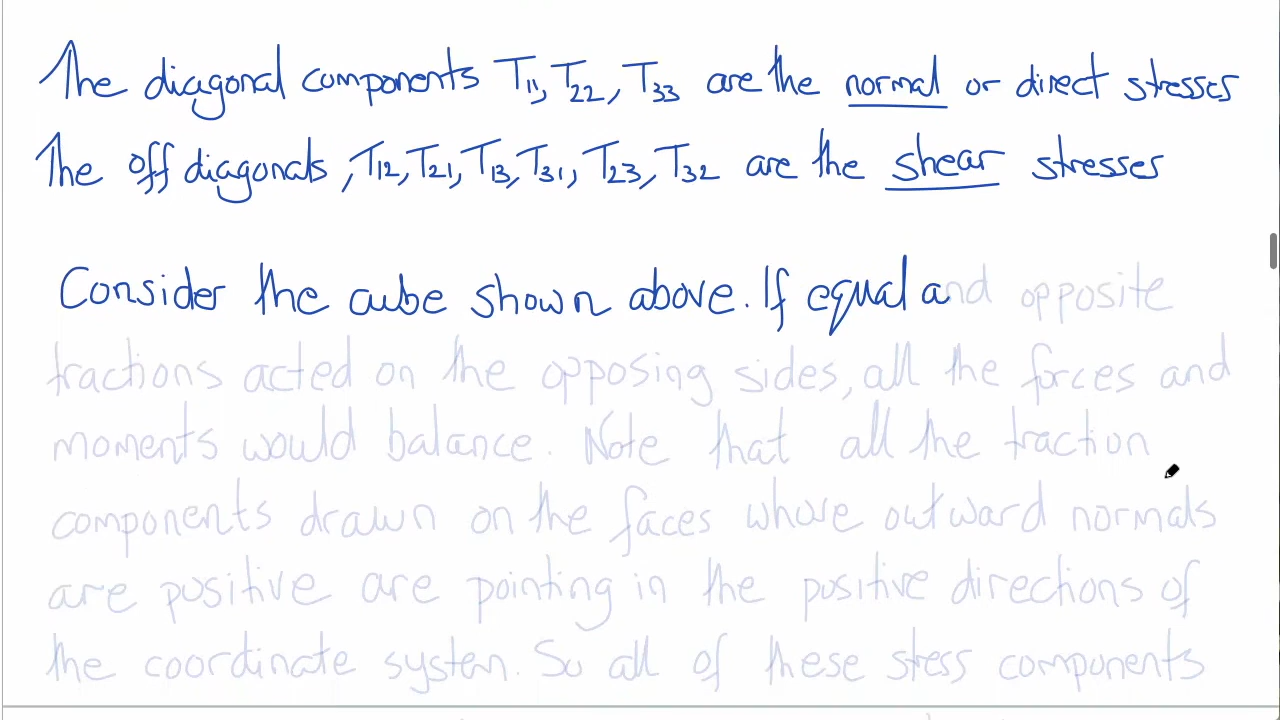 The diagonal components T11, T22, T33 are the normal or direct stresses
The off diagonals, T12, T21, T13, T31, T23, T32 are the shear stresses
Consider the cube shown above. If equal and opposite
tractions acted on the opposing sides, all the forces and
moments would balance. Note that all the traction
components drawn on the faces whose outward normals
are positive are pointing in the positive directions of
the coordinate system. So all of these stess components